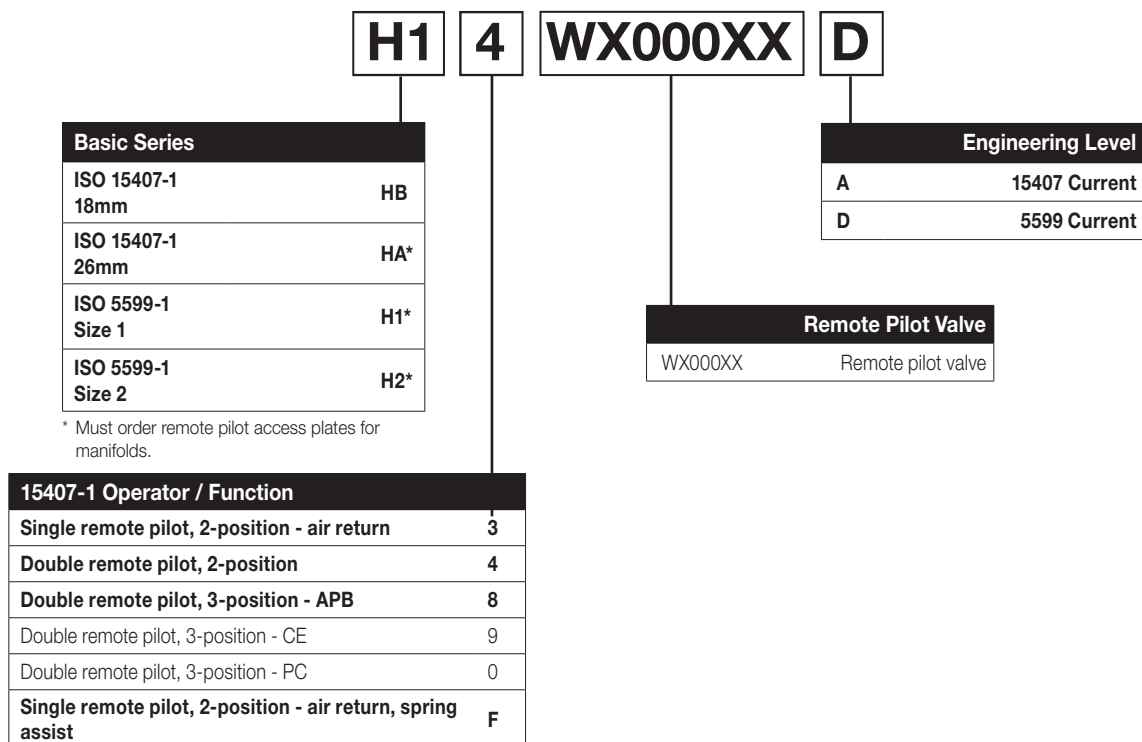 H1 4 WX000XX D
Basic Series
ISO 15407-1
18mm HB
ISO 15407-1
26mm HA*
ISO 5599-1
Size 1 H1*
ISO 5599-1
Size 2 H2*
* Must order remote pilot access plates for
manifolds.
Engineering Level
A 15407 Current
D 5599 Current
Remote Pilot Valve
WX000XX Remote pilot valve
15407-1 Operator / Function
Single remote pilot, 2-position - air return 3
Double remote pilot, 2-position 4
Double remote pilot, 3-position - APB 8
Double remote pilot, 3-position - CE 9
Double remote pilot, 3-position - PC 0
Single remote pilot, 2-position - air return, spring
assist F